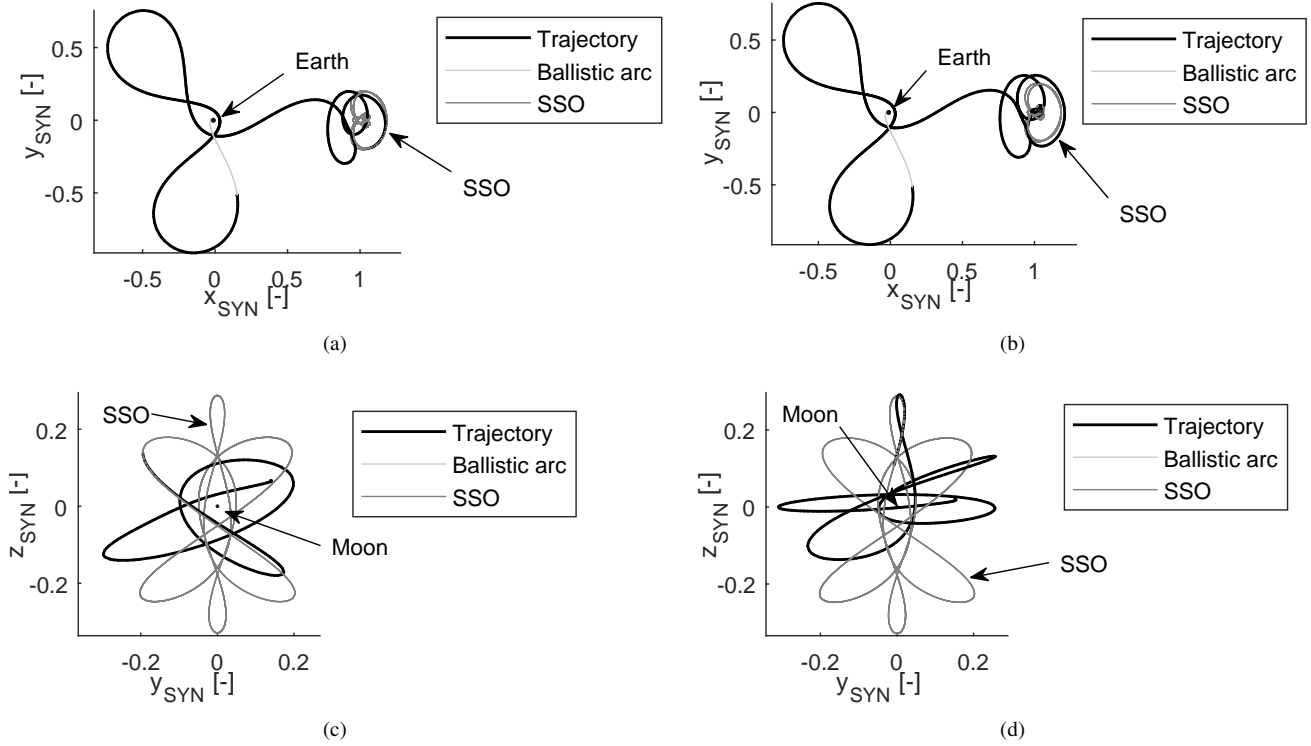 0.5
0
-0.5
y_SYN [-]
-0.5
0
0.5
1
x_SYN [-]
Earth
SSO
Trajectory
Ballistic arc
SSO
(a)
0.5
0
-0.5
y_SYN [-]
-0.5
0
0.5
1
x_SYN [-]
Earth
SSO
Trajectory
Ballistic arc
SSO
(b)
0.2
0
-0.2
z_SYN [-]
-0.2
0
0.2
y_SYN [-]
SSO
Moon
Trajectory
Ballistic arc
SSO
(c)
0.2
0
-0.2
z_SYN [-]
-0.2
0
0.2
y_SYN [-]
Moon
SSO
Trajectory
Ballistic arc
SSO
(d)